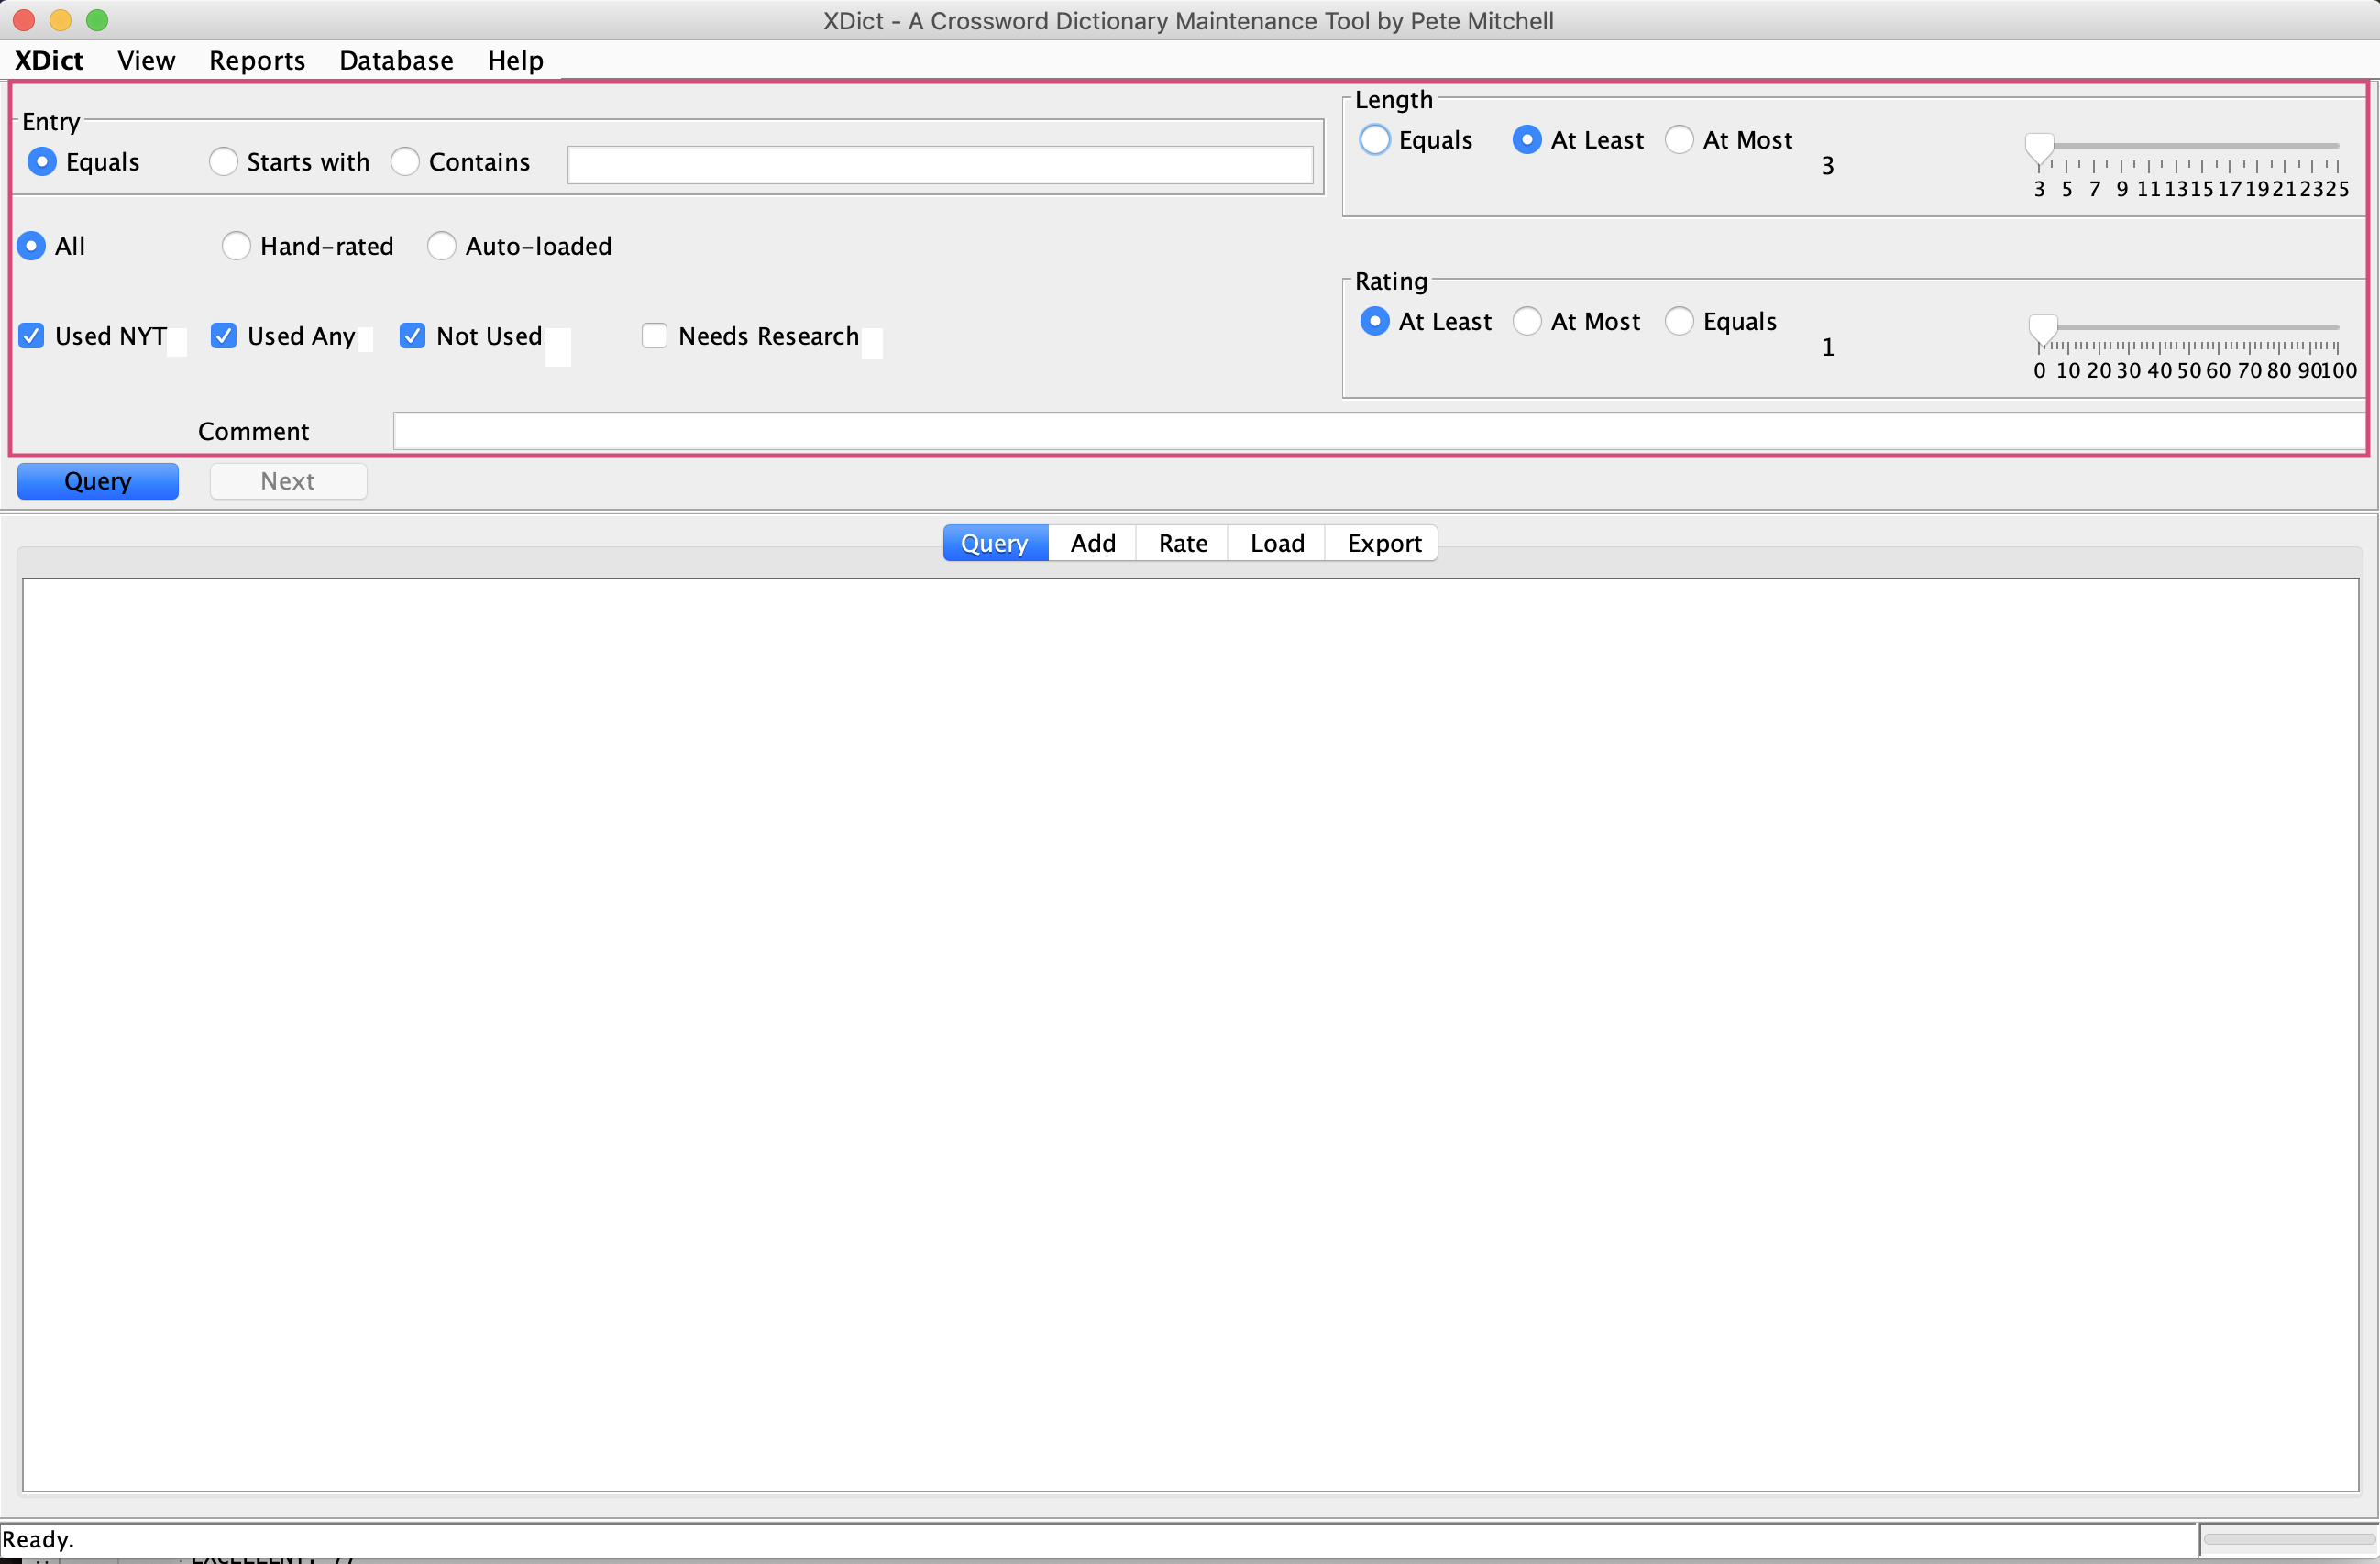 XDict - A Crossword Dictionary Maintenance Tool by Pete Mitchell
XDict View Reports Database Help
Entry
Equals Starts with Contains
Length
Equals At Least At Most
3
3 5 7 9 11 13 15 17 19 21 23 25
All Hand-rated Auto-loaded
Rating
At Least At Most Equals
1
0 10 20 30 40 50 60 70 80 90 100
Used NYT Used Any Not Used Needs Research
Comment
Query Next
Query Add Rate Load Export
Ready.